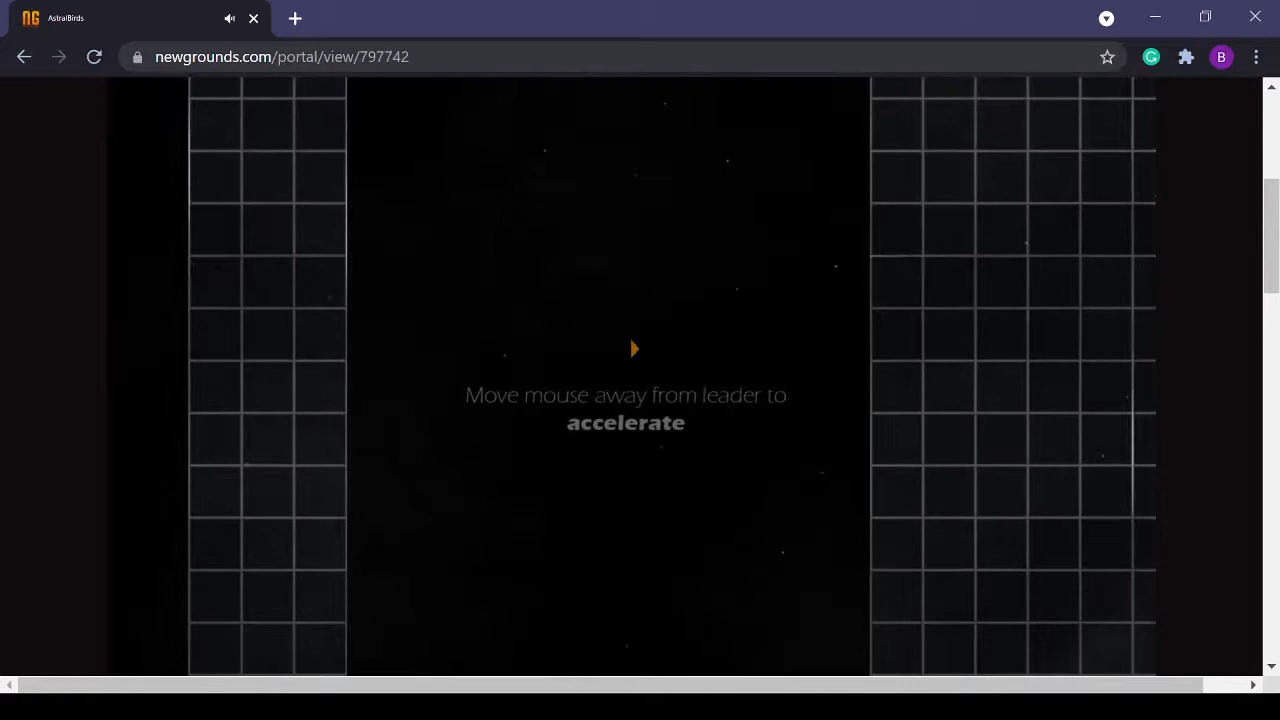 AstralBirds
newgrounds.com/portal/view/797742
B
Move mouse away from leader to
accelerate